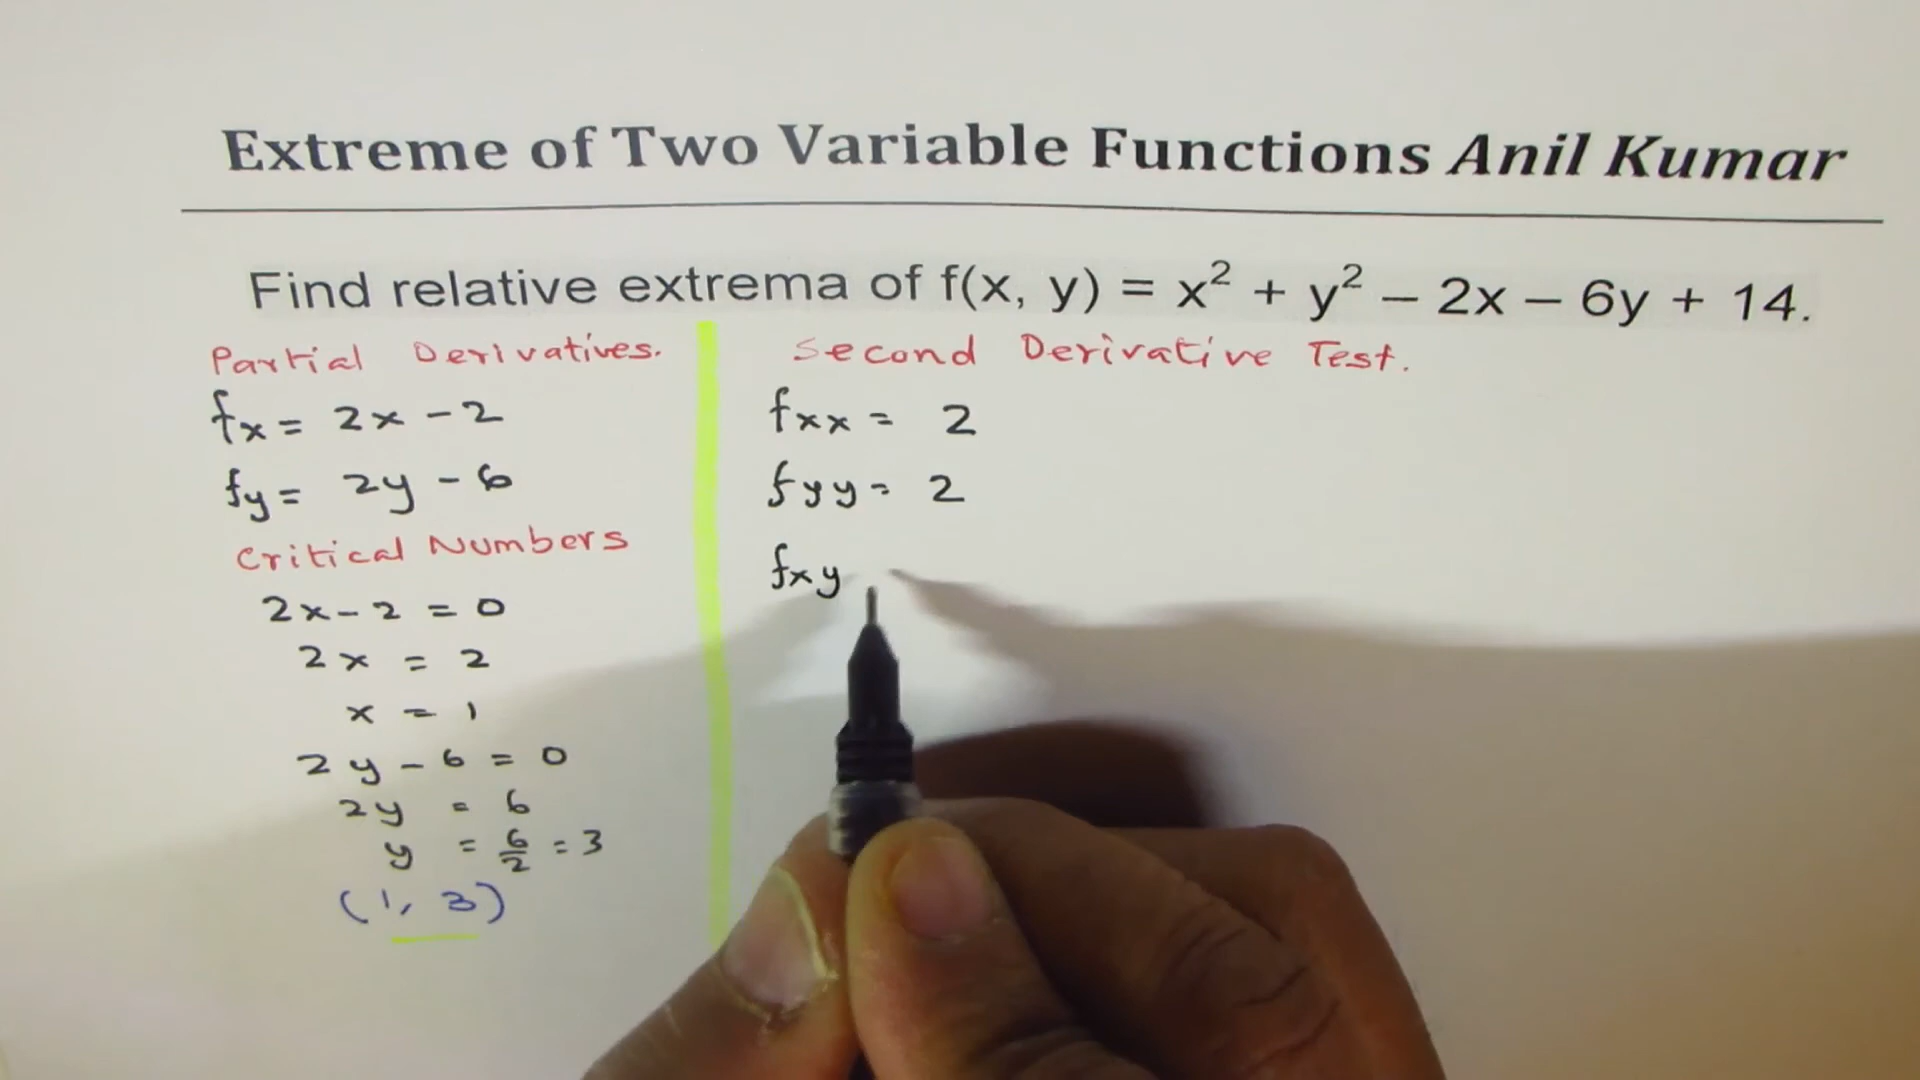 Extreme of Two Variable Functions Anil Kumar
Find relative extrema of f(x, y) = x² + y² – 2x – 6y + 14.
Partial Derivatives.
fx = 2x - 2
fy = 2y - 6
Critical Numbers
2x - 2 = 0
2x = 2
x = 1
2y - 6 = 0
2y = 6
y = 6/2 = 3
(1, 3)
Second Derivative Test.
fxx = 2
fyy = 2
fxy